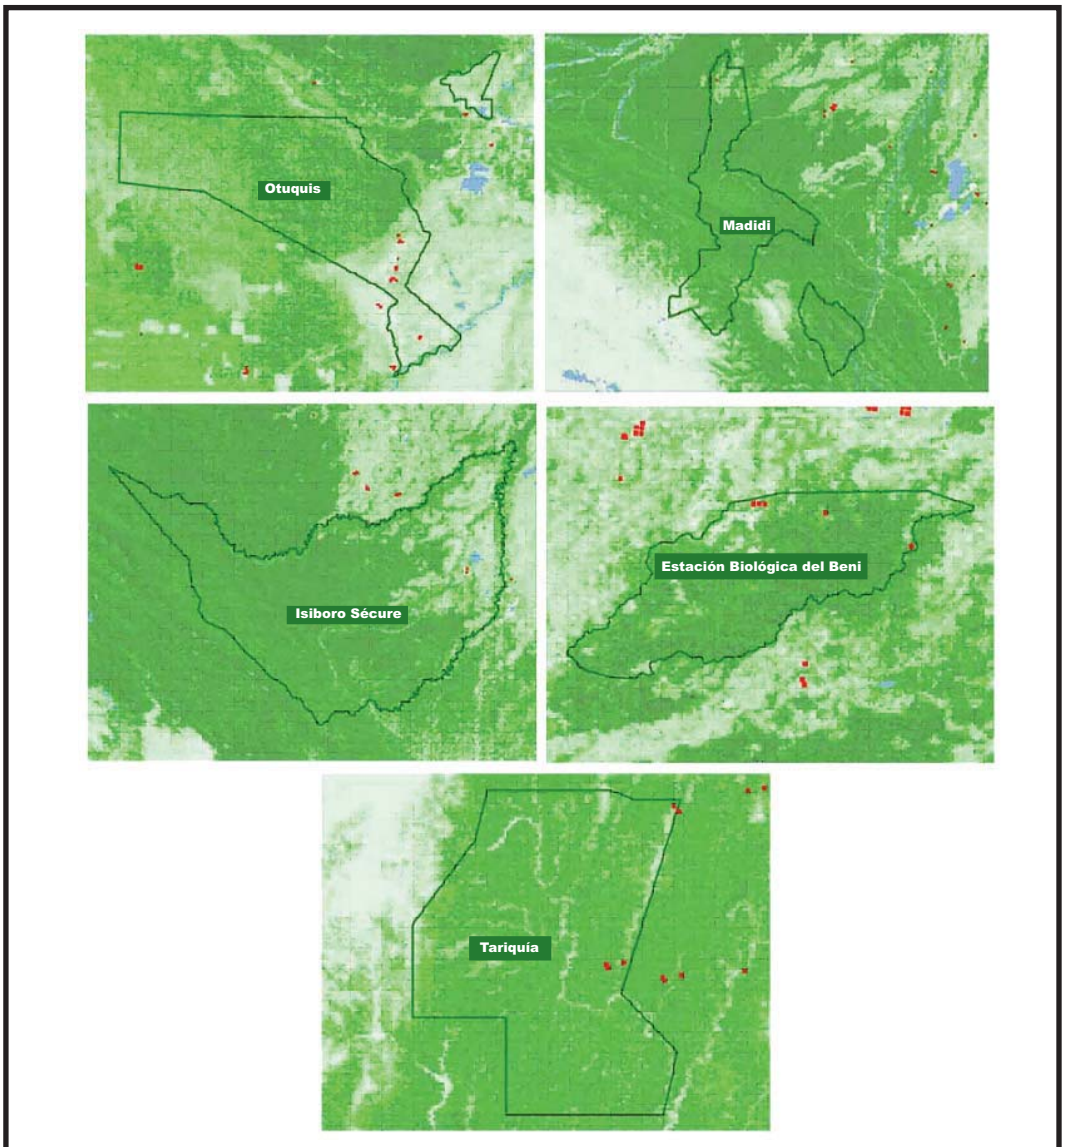 Otuquis
Madidi
Isiboro Sécure
Estación Biológica del Beni
Tariquía